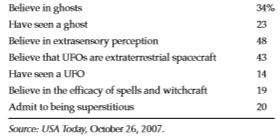 Believe in ghosts 34%
Have seen a ghost 23
Believe in extrasensory perception 48
Believe that UFOs are extraterrestrial spacecraft 43
Have seen a UFO 14
Believe in the efficacy of spells and witchcraft 19
Admit to being superstitious 20
Source: USA Today, October 26, 2007.